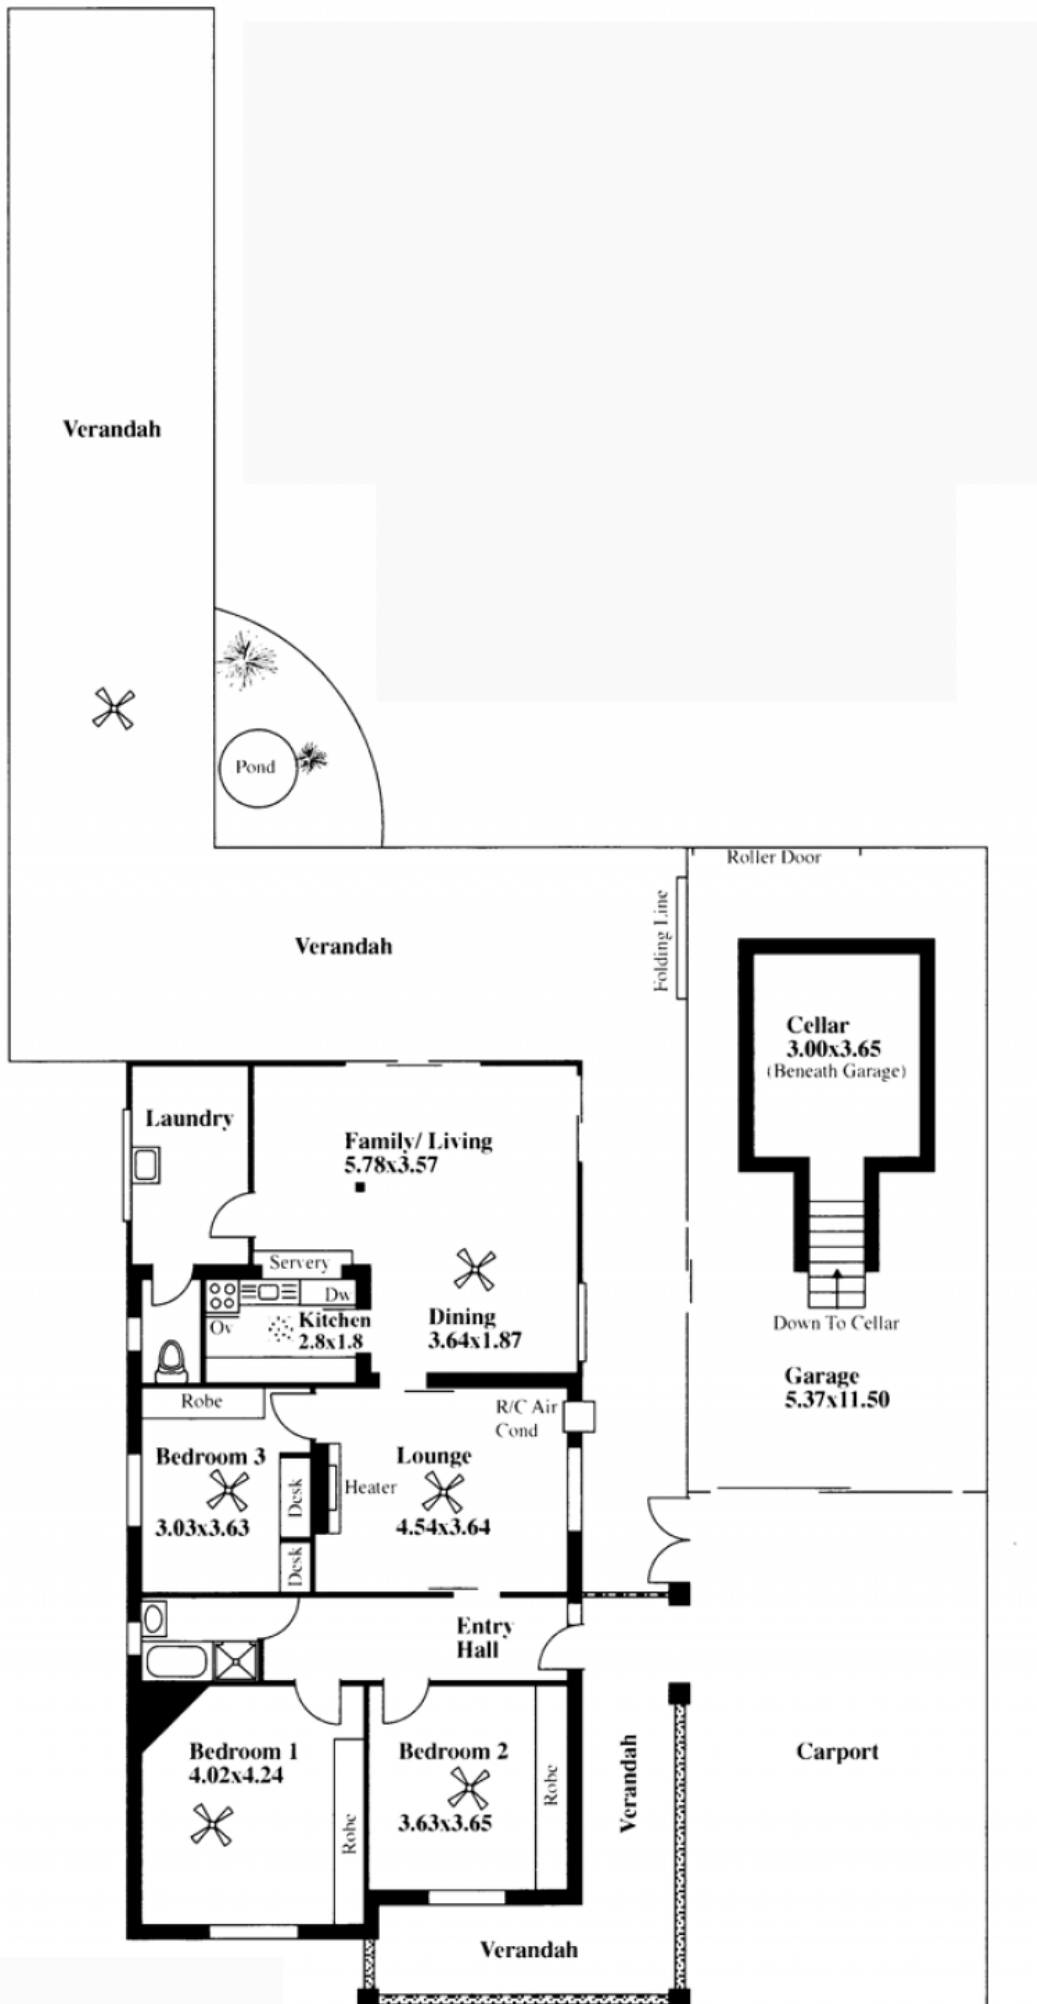 Verandah
Pond
Roller Door
Folding Line
Verandah
Cellar
3.00x3.65
(Beneath Garage)
Laundry
Family/ Living
5.78x3.57
Servery
Dw
Ov
Kitchen
2.8x1.8
Dining
3.64x1.87
Down To Cellar
Garage
5.37x11.50
Robe
R/C Air
Cond
Bedroom 3
3.03x3.63
Desk
Desk
Heater
Lounge
4.54x3.64
Entry
Hall
Bedroom 1
4.02x4.24
Robe
Bedroom 2
3.63x3.65
Robe
Verandah
Carport
Verandah